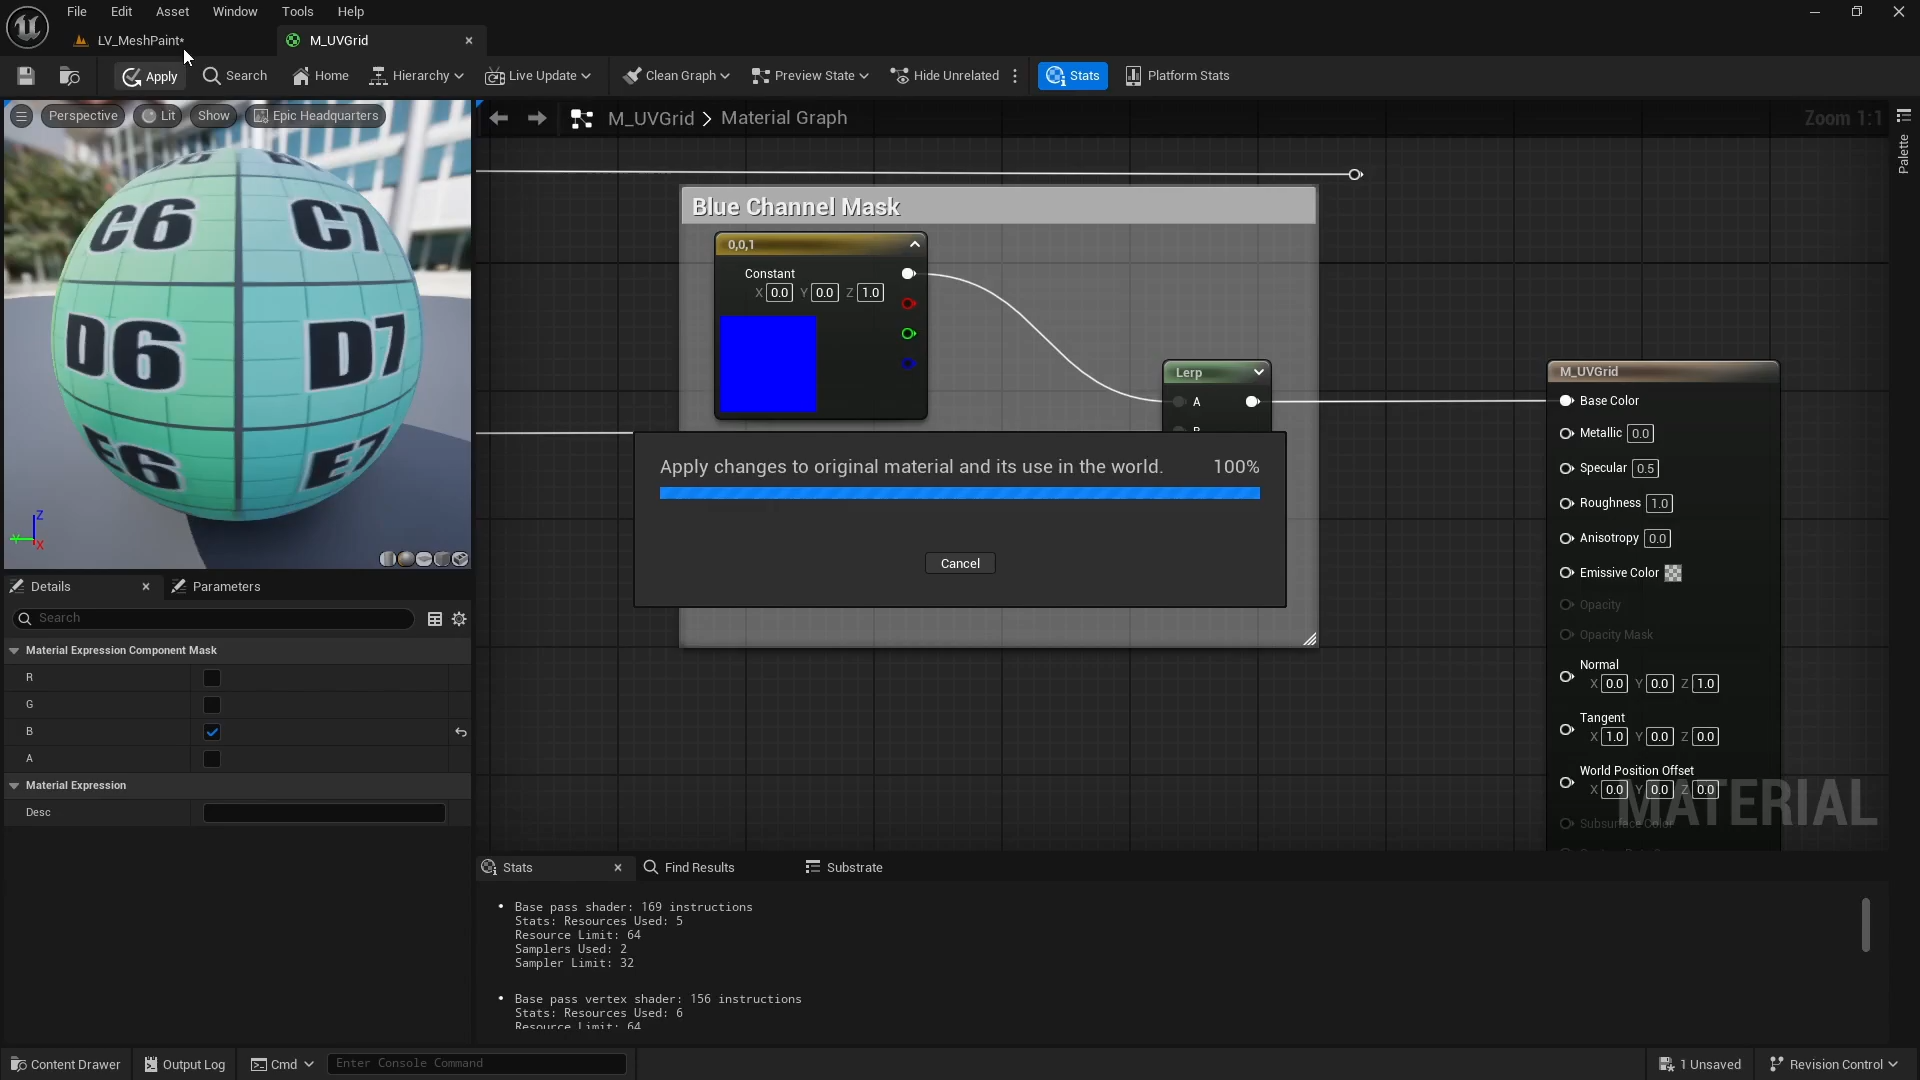 File Edit Asset Window Tools Help
LV_MeshPaint* M_UVGrid
Apply Search Home Hierarchy Live Update Clean Graph Preview State Hide Unrelated Stats Platform Stats
Perspective Lit Show Epic Headquarters
M_UVGrid > Material Graph
Zoom 1:1
Palette
C6 C7
D6 D7
E6 E7
Z
Y
X
Blue Channel Mask
0,0,1
Constant
X 0.0 Y 0.0 Z 1.0
Lerp
A
Apply changes to original material and its use in the world. 100%
Cancel
M_UVGrid
Base Color
Metallic 0.0
Specular 0.5
Roughness 1.0
Anisotropy 0.0
Emissive Color
Opacity
Opacity Mask
Normal
X 0.0 Y 0.0 Z 1.0
Tangent
X 1.0 Y 0.0 Z 0.0
World Position Offset
X 0.0 Y 0.0 Z 0.0
Subsurface Color
MATERIAL
Details Parameters
Search
Material Expression Component Mask
R
G
B
A
Material Expression
Desc
Stats Find Results Substrate
• Base pass shader: 169 instructions
Stats: Resources Used: 5
Resource Limit: 64
Samplers Used: 2
Sampler Limit: 32
• Base pass vertex shader: 156 instructions
Stats: Resources Used: 6
Resource Limit: 64
Content Drawer Output Log Cmd Enter Console Command 1 Unsaved Revision Control